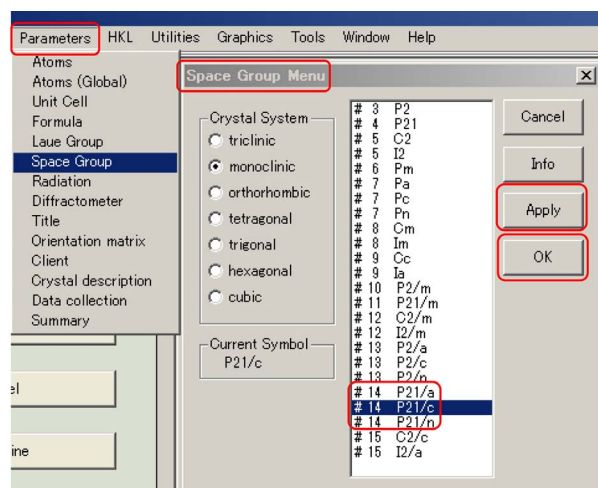 Parameters HKL Utilities Graphics Tools Window Help
Atoms
Atoms (Global)
Unit Cell
Formula
Laue Group
Space Group
Radiation
Diffractometer
Title
Orientation matrix
Client
Crystal description
Data collection
Summary
el
ine
Space Group Menu
Crystal System
triclinic
monoclinic
orthorhombic
tetragonal
trigonal
hexagonal
cubic
Current Symbol
P21/c
# 3 P2
# 4 P21
# 5 C2
# 5 I2
# 6 Pm
# 7 Pa
# 7 Pc
# 7 Pn
# 8 Cm
# 8 Im
# 9 Cc
# 9 Ia
# 10 P2/m
# 11 P21/m
# 12 C2/m
# 12 I2/m
# 13 P2/a
# 13 P2/c
# 13 P2/n
# 14 P21/a
# 14 P21/c
# 14 P21/n
# 15 C2/c
# 15 I2/a
Cancel
Info
Apply
OK